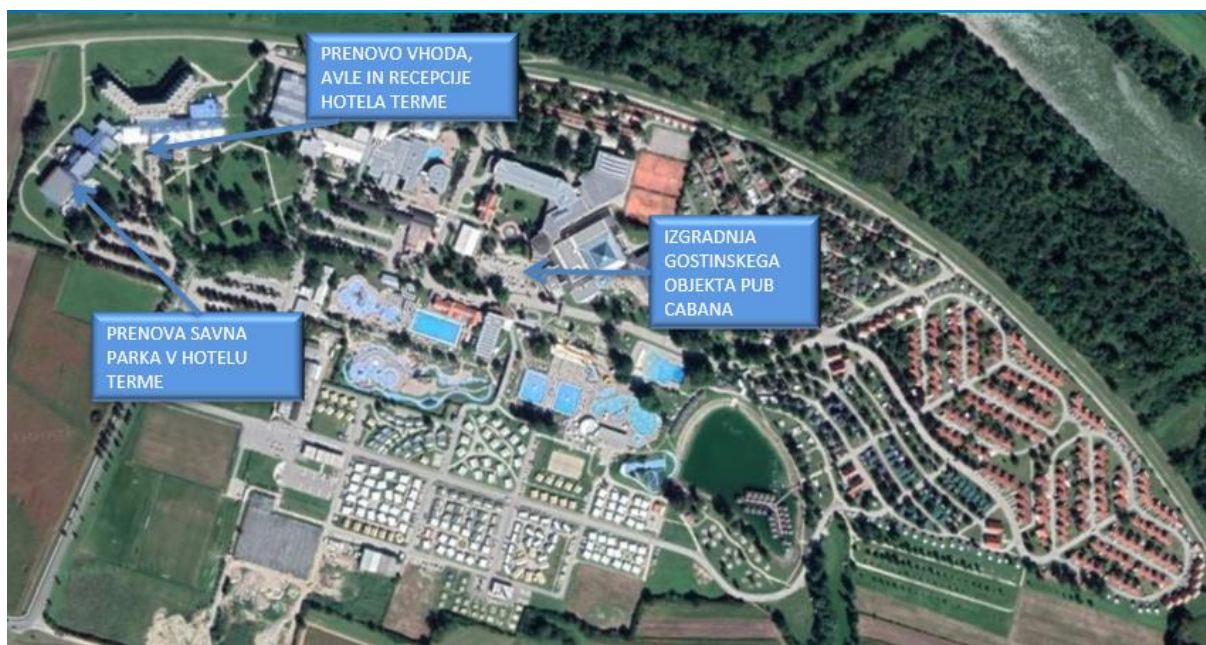 PRENOVO VHODA,
AVLE IN RECEPCIJE
HOTELA TERME
IZGRADNJA
GOSTINSKEGA
OBJEKTA PUB
CABANA
PRENOVA SAVNA
PARKA V HOTELU
TERME